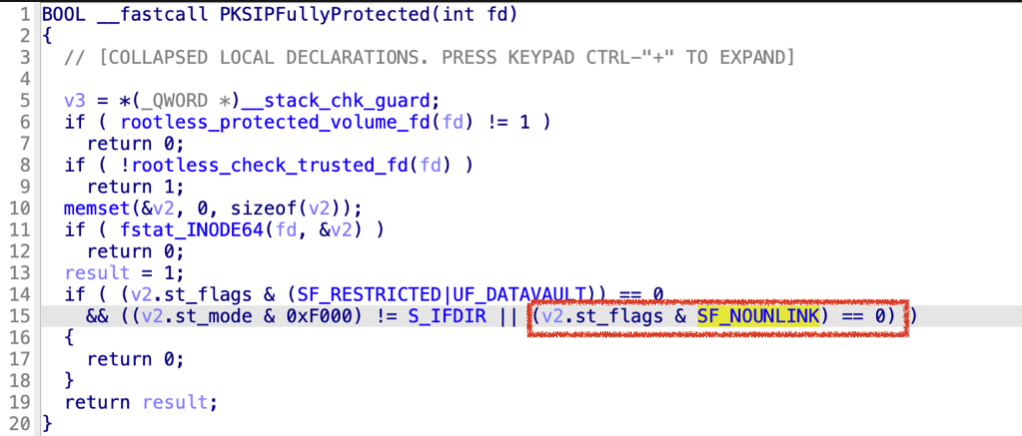 1 BOOL __fastcall PKSIPFullyProtected(int fd)
2 {
3 // [COLLAPSED LOCAL DECLARATIONS. PRESS KEYPAD CTRL-"+" TO EXPAND]
4
5 v3 = *(_QWORD *)__stack_chk_guard;
6 if ( rootless_protected_volume_fd(fd) != 1 )
7 return 0;
8 if ( !rootless_check_trusted_fd(fd) )
9 return 1;
10 memset(&v2, 0, sizeof(v2));
11 if ( fstat_INODE64(fd, &v2) )
12 return 0;
13 result = 1;
14 if ( (v2.st_flags & (SF_RESTRICTED|UF_DATAVAULT)) == 0
15 && ((v2.st_mode & 0xF000) != S_IFDIR || (v2.st_flags & SF_NOUNLINK) == 0) )
16 {
17 return 0;
18 }
19 return result;
20 }